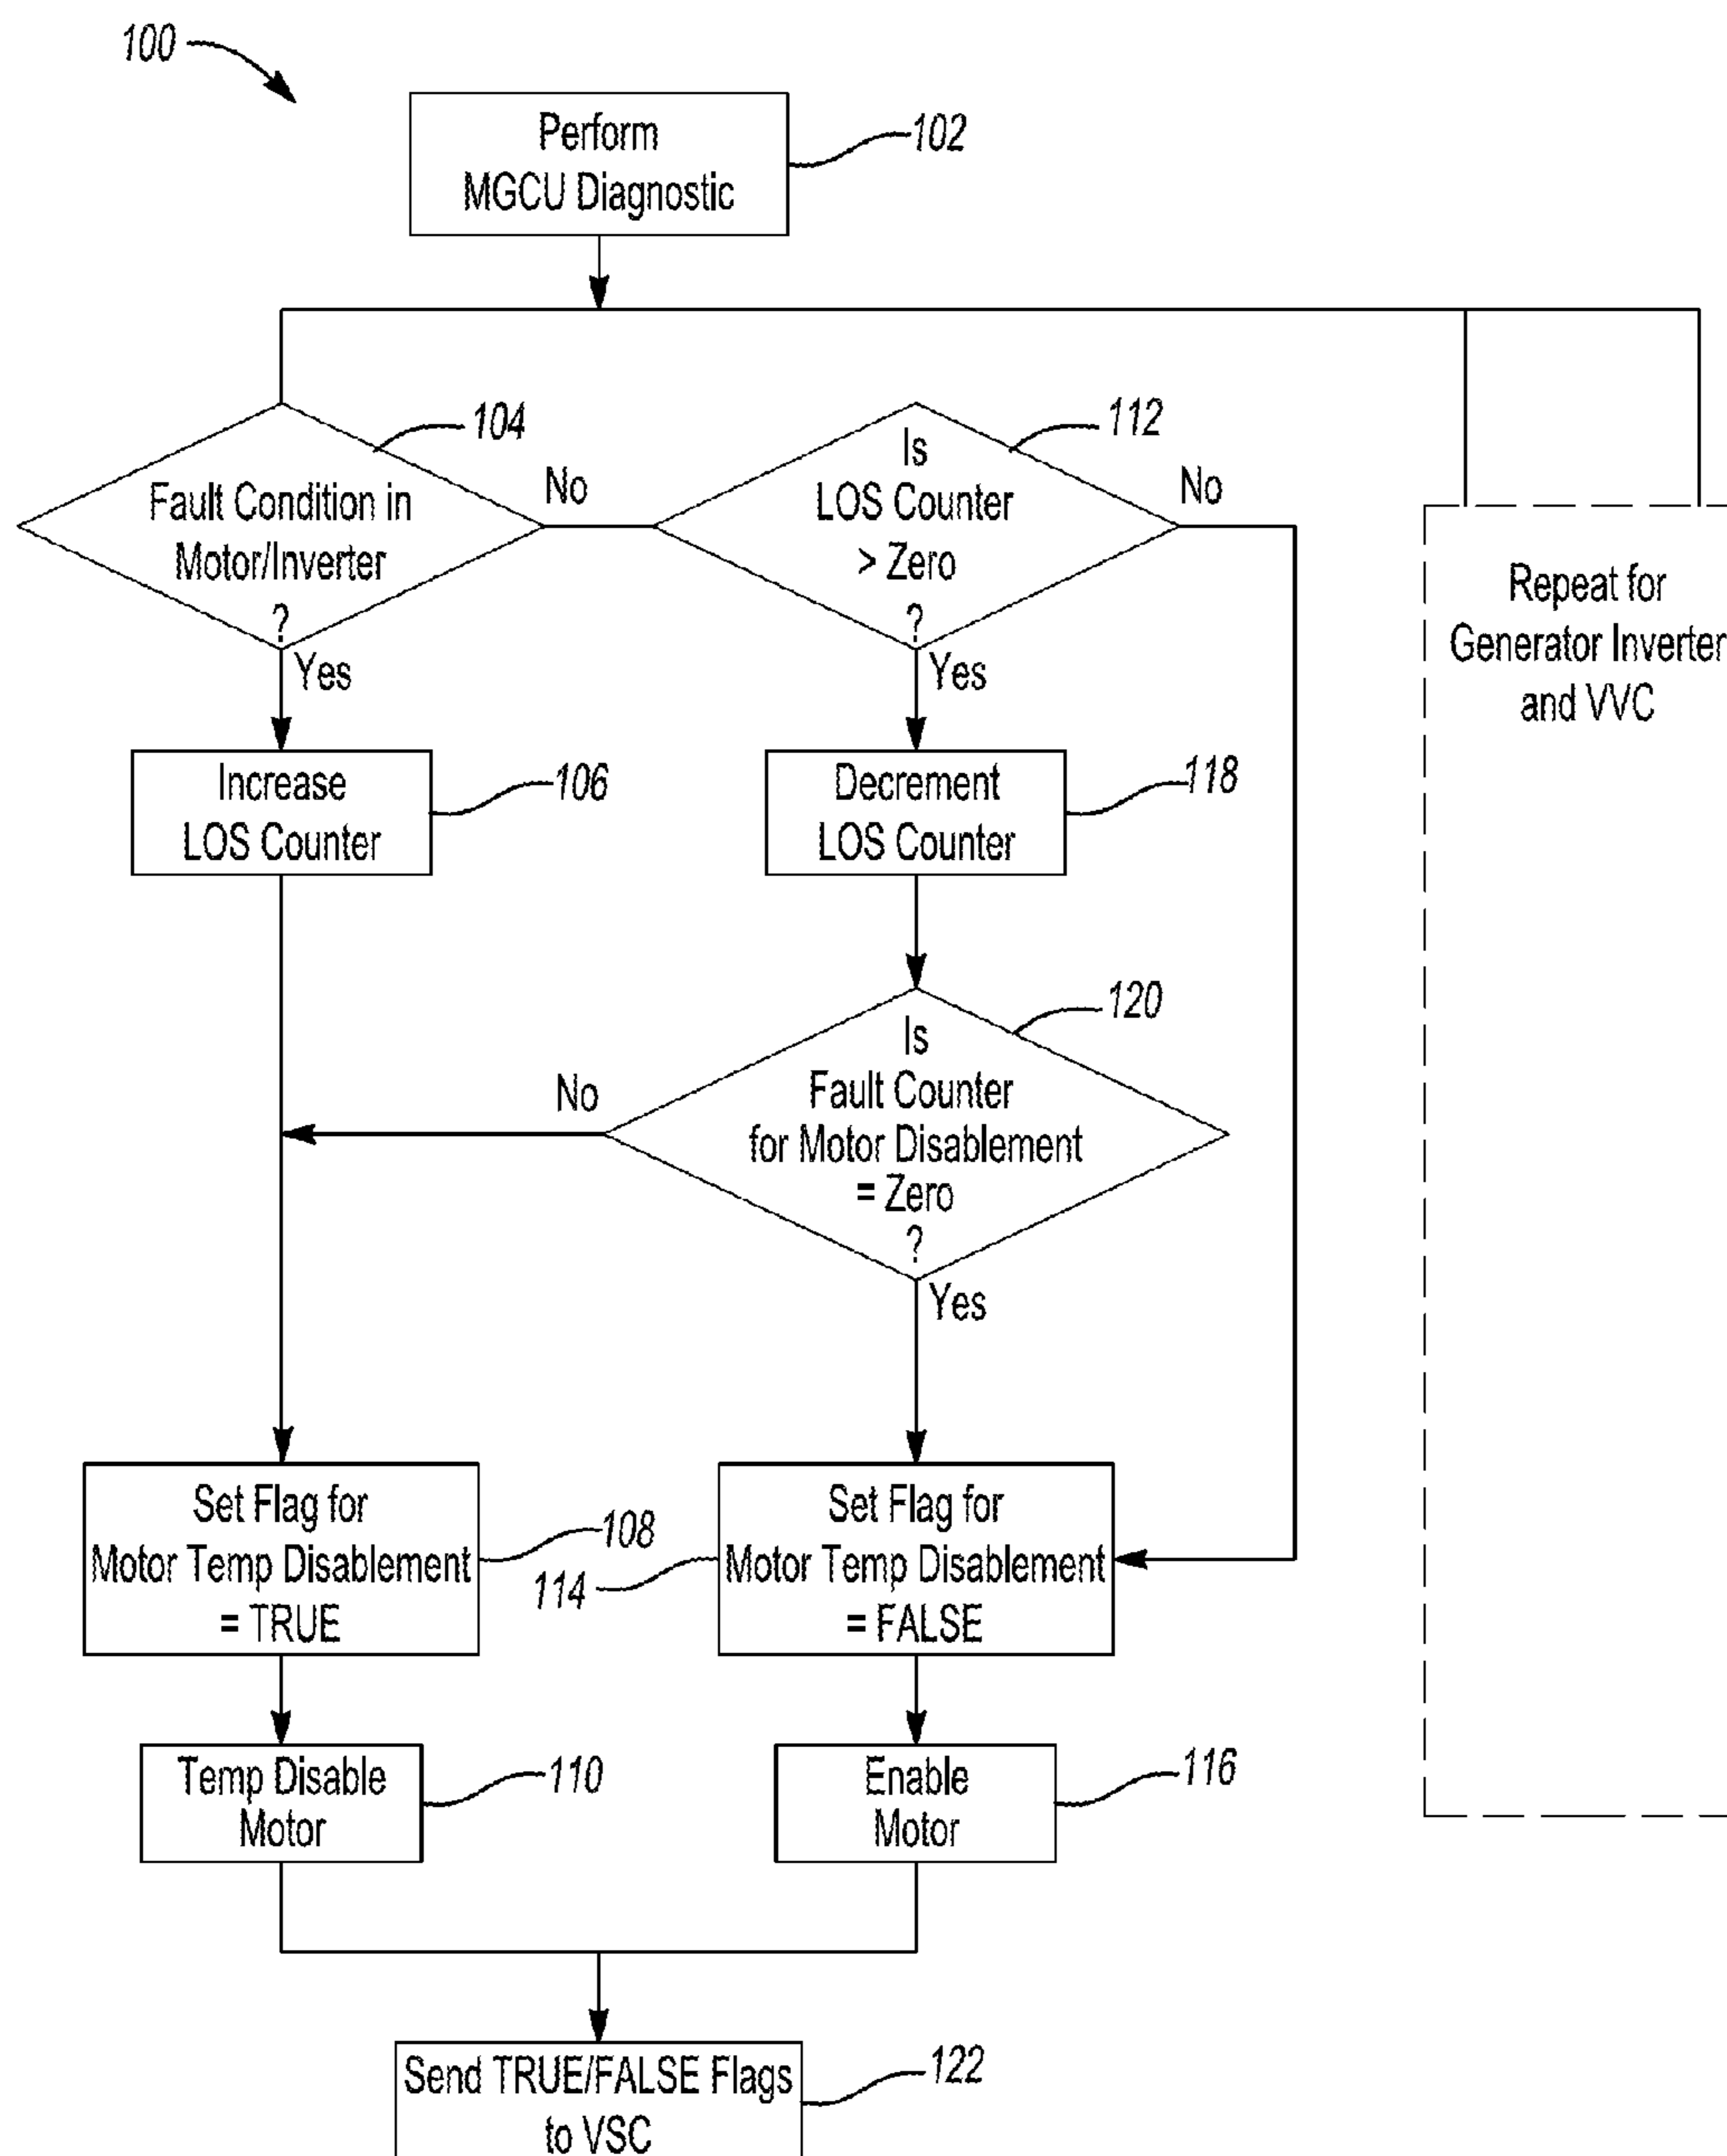 100
Perform
MGCU Diagnostic
102
104
Fault Condition in
Motor/Inverter
?
No
Yes
112
Is
LOS Counter
> Zero
?
No
Yes
Repeat for
Generator Inverter
and VVC
Increase
LOS Counter
106
Decrement
LOS Counter
118
120
Is
Fault Counter
for Motor Disablement
= Zero
?
No
Yes
Set Flag for
Motor Temp Disablement
= TRUE
108
114
Set Flag for
Motor Temp Disablement
= FALSE
Temp Disable
Motor
110
Enable
Motor
116
Send TRUE/FALSE Flags
to VSC
122